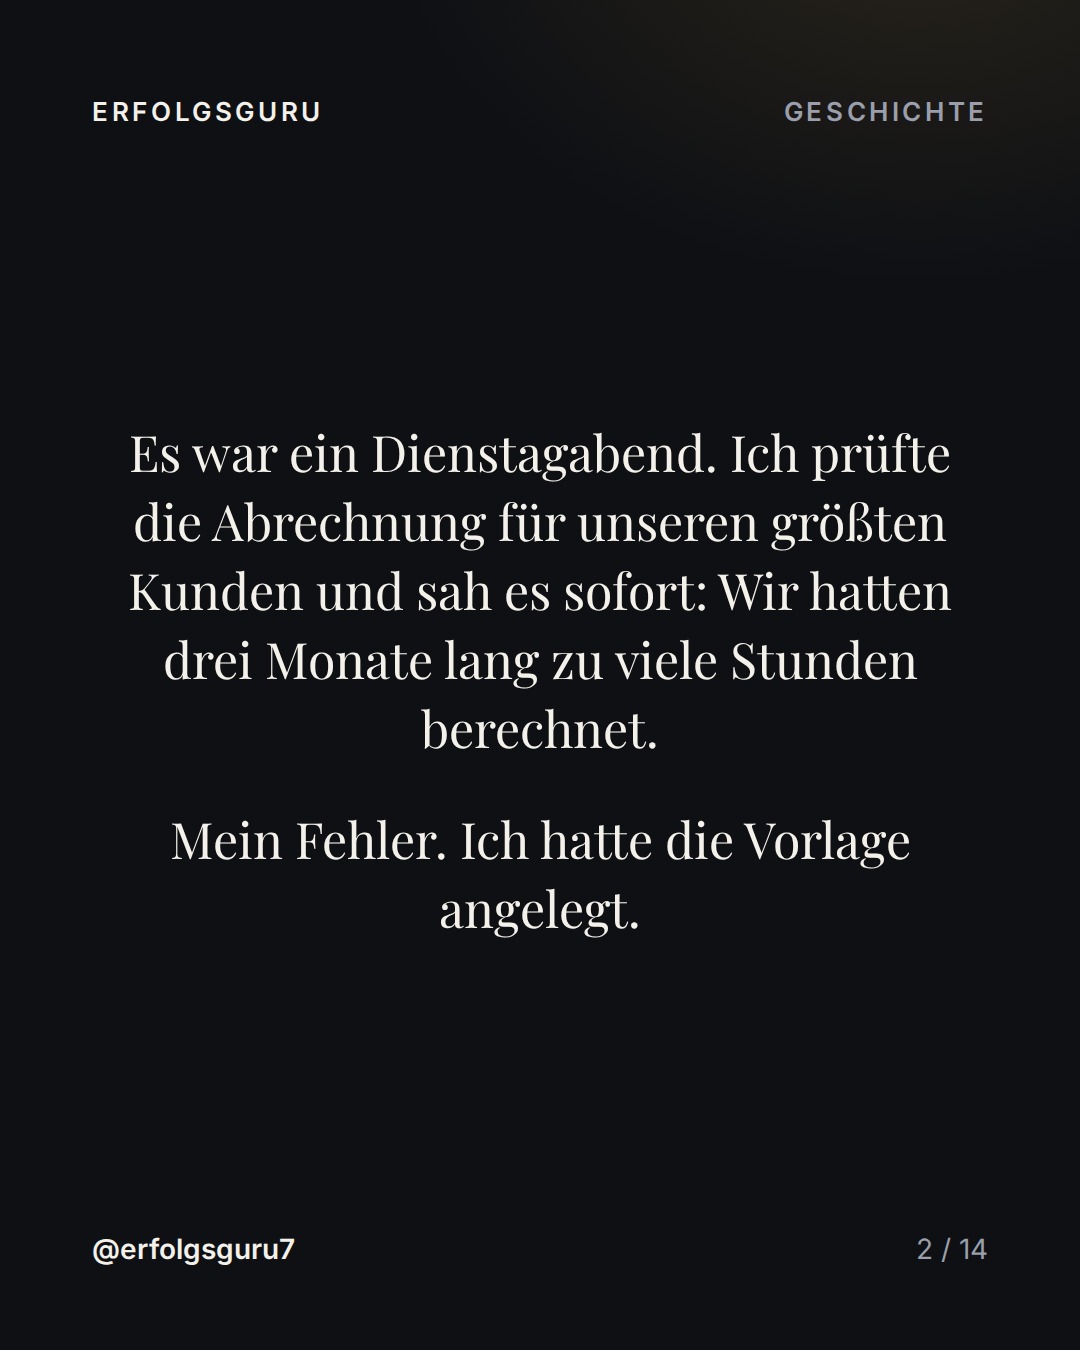 ERFOLGSGURU
GESCHICHTE
Es war ein Dienstagabend. Ich prüfte
die Abrechnung für unseren größten
Kunden und sah es sofort: Wir hatten
drei Monate lang zu viele Stunden
berechnet.
Mein Fehler. Ich hatte die Vorlage
angelegt.
@erfolgsguru7
2 / 14